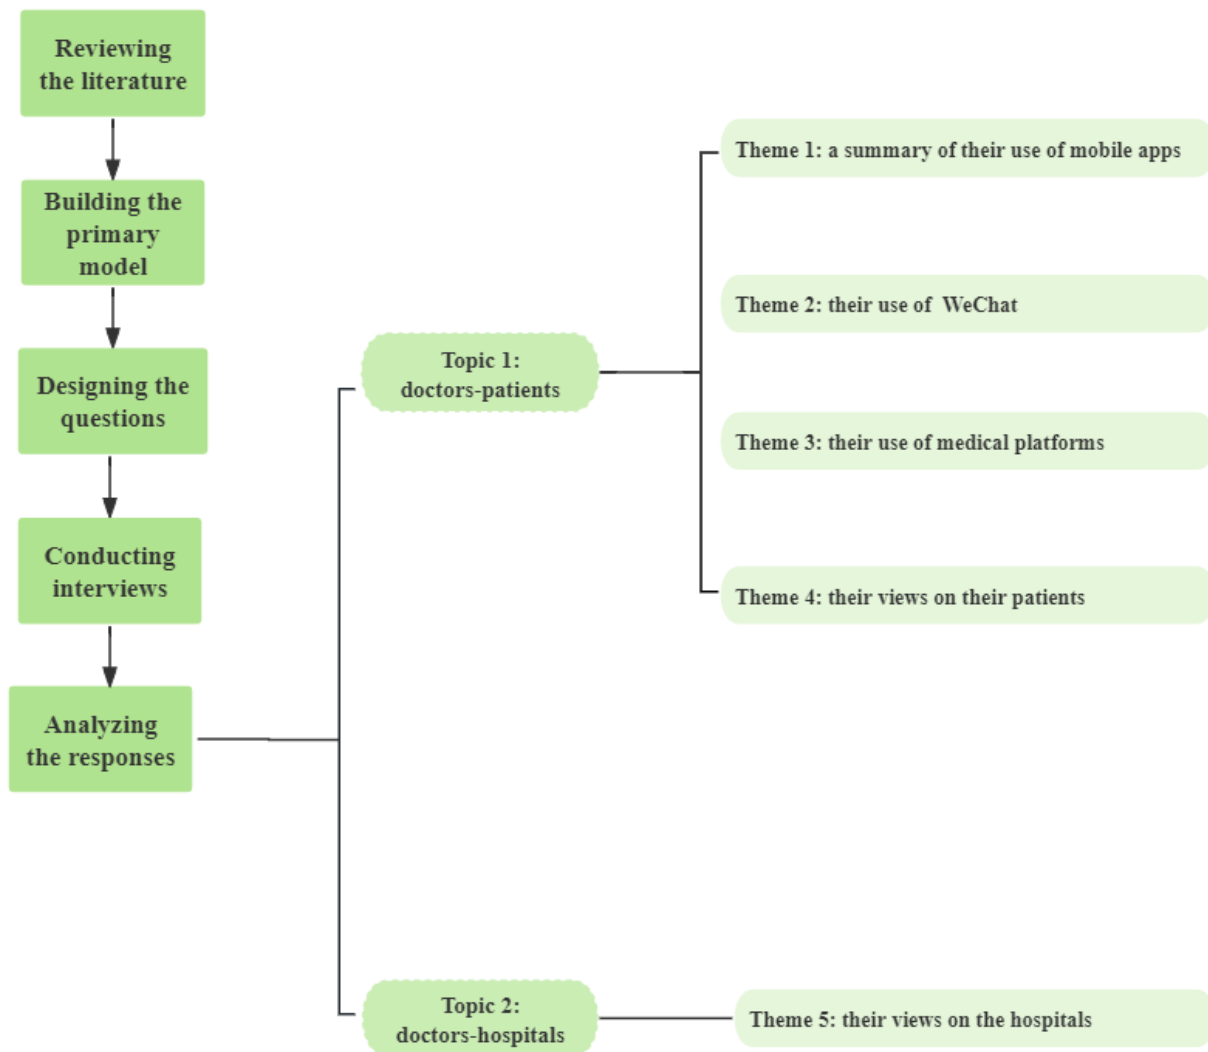 Reviewing
the literature
Building the
primary
model
Designing the
questions
Conducting
interviews
Analyzing
the responses
Topic 1:
doctors-patients
Theme 1: a summary of their use of mobile apps
Theme 2: their use of WeChat
Theme 3: their use of medical platforms
Theme 4: their views on their patients
Topic 2:
doctors-hospitals
Theme 5: their views on the hospitals